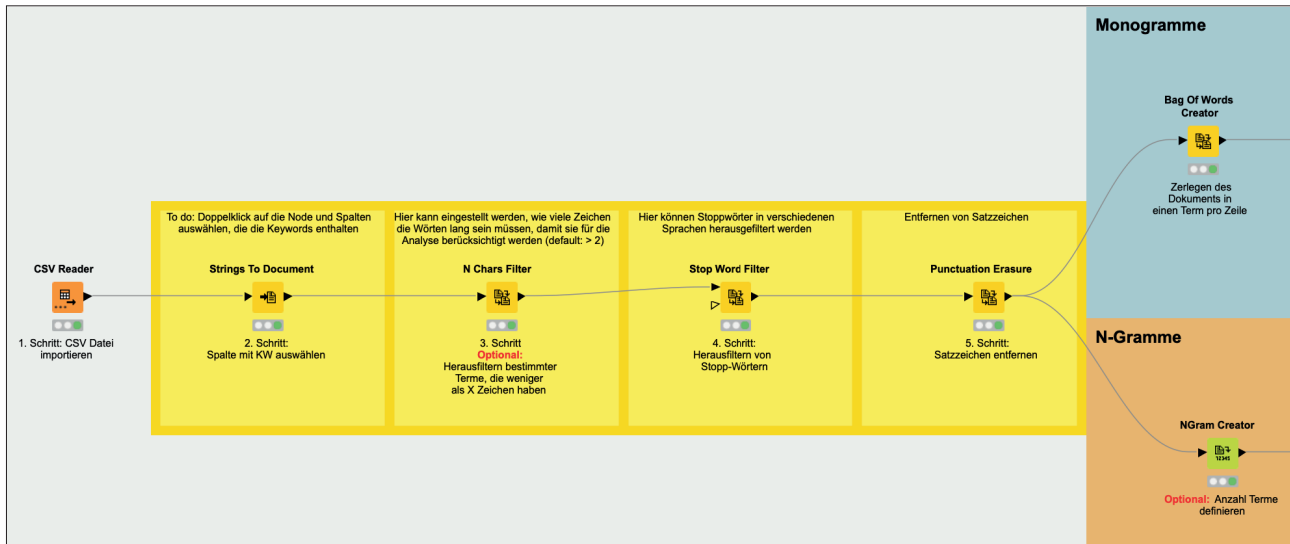 Monogramme
Bag Of Words
Creator
Zerlegen des
Dokuments in
einen Term pro Zeile
To do: Doppelklick auf die Node und Spalten
auswählen, die die Keywords enthalten
Hier kann eingestellt werden, wie viele Zeichen
die Wörten lang sein müssen, damit sie für die
Analyse berücksichtigt werden (default: > 2)
Hier können Stoppwörter in verschiedenen
Sprachen herausgefiltert werden
Entfernen von Satzzeichen
CSV Reader
1. Schritt: CSV Datei
importieren
Strings To Document
2. Schritt:
Spalte mit KW auswählen
N Chars Filter
3. Schritt
Optional:
Herausfiltern bestimmter
Terme, die weniger
als X Zeichen haben
Stop Word Filter
4. Schritt:
Herausfiltern von
Stopp-Wörtern
Punctuation Erasure
5. Schritt:
Satzzeichen entfernen
N-Gramme
NGram Creator
12345
Optional: Anzahl Terme
definieren